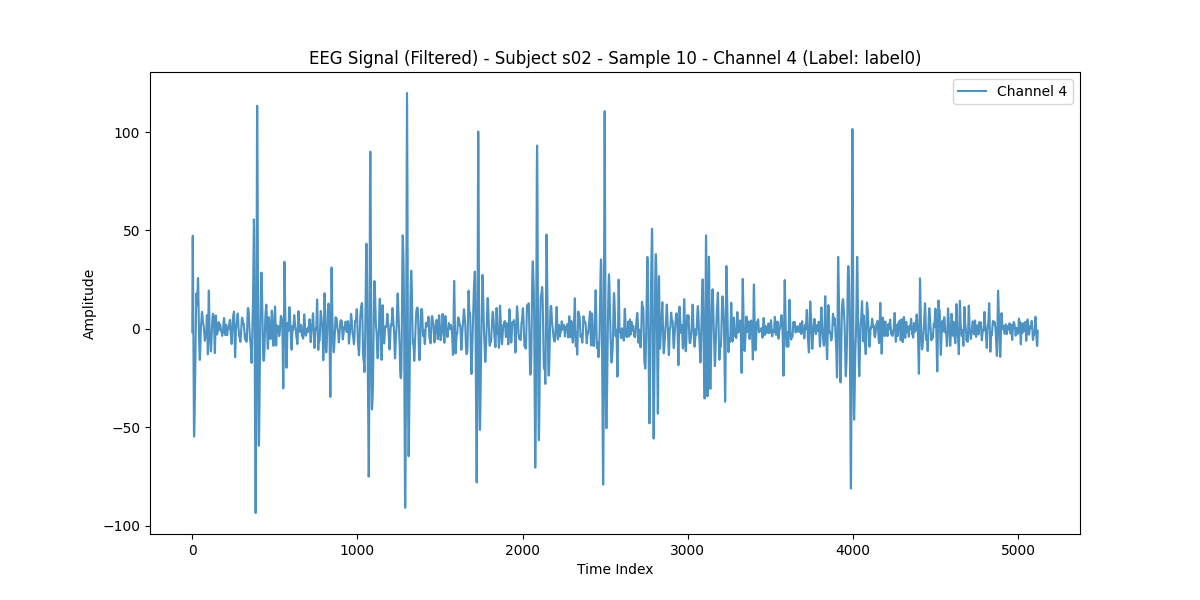 EEG Signal (Filtered) - Subject s02 - Sample 10 - Channel 4 (Label: label0)
Channel 4
100
50
0
−50
−100
Amplitude
0 1000 2000 3000 4000 5000
Time Index